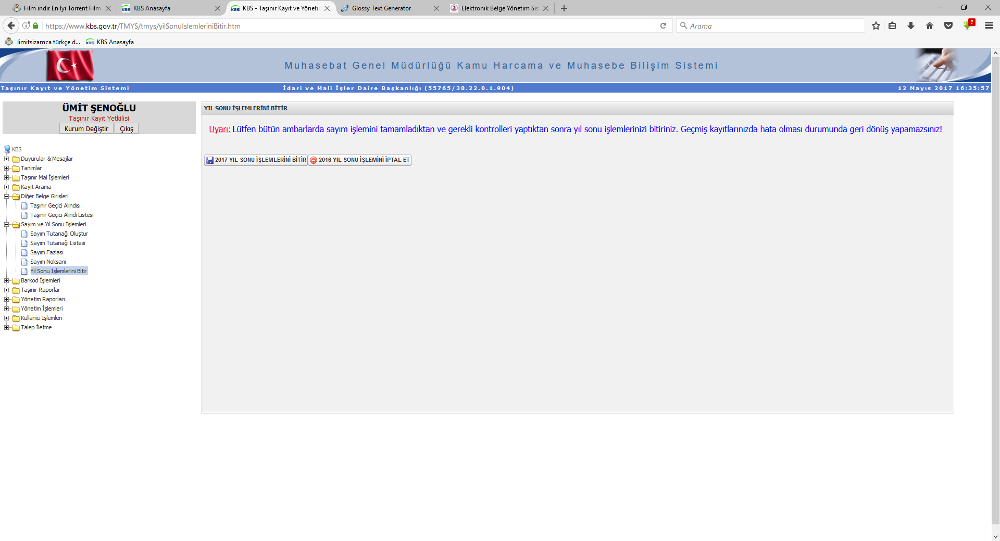 Film indir En İyi Torrent Film
KBS Anasayfa
KBS - Taşınır Kayıt ve Yönetir
Glossy Text Generator
Elektronik Belge Yönetim Sis
https://www.kbs.gov.tr/TMYS/tmys/yilSonuIslemleriniBitir.htm
Arama
limitsizamca türkçe d...
KBS KBS Anasayfa
Muhasebat Genel Müdürlüğü Kamu Harcama ve Muhasebe Bilişim Sistemi
Taşınır Kayıt ve Yönetim Sistemi
İdari ve Mali İşler Daire Başkanlığı (55765/38.22.0.1.904)
12 Mayıs 2017 16:35:57
ÜMİT ŞENOĞLU
Taşınır Kayıt Yetkilisi
Kurum Değiştir
Çıkış
KBS
Duyurular & Mesajlar
Tanımlar
Taşınır Mal İşlemleri
Kayıt Arama
Diğer Belge Girişleri
Taşınır Geçici Alındısı
Taşınır Geçici Alındı Listesi
Sayım ve Yıl Sonu İşlemleri
Sayım Tutanağı Oluştur
Sayim Tutanağı Listesi
Sayım Fazlası
Sayım Noksanı
Yıl Sonu İşlemlerini Bitir
Barkod İşlemleri
Taşınır Raporlar
Yönetim Raporları
Yönetim İşlemleri
Kullanıcı İşlemleri
Talep İletme
YIL SONU İŞLEMLERİNİ BİTİR
Uyarı: Lütfen bütün ambarlarda sayım işlemini tamamladıktan ve gerekli kontrolleri yaptıktan sonra yıl sonu işlemlerinizi bitiriniz. Geçmiş kayıtlarınızda hata olması durumunda geri dönüş yapamazsınız!
2017 YIL SONU İŞLEMLERİNİ BİTİR
2016 YIL SONU İŞLEMİNİ İPTAL ET